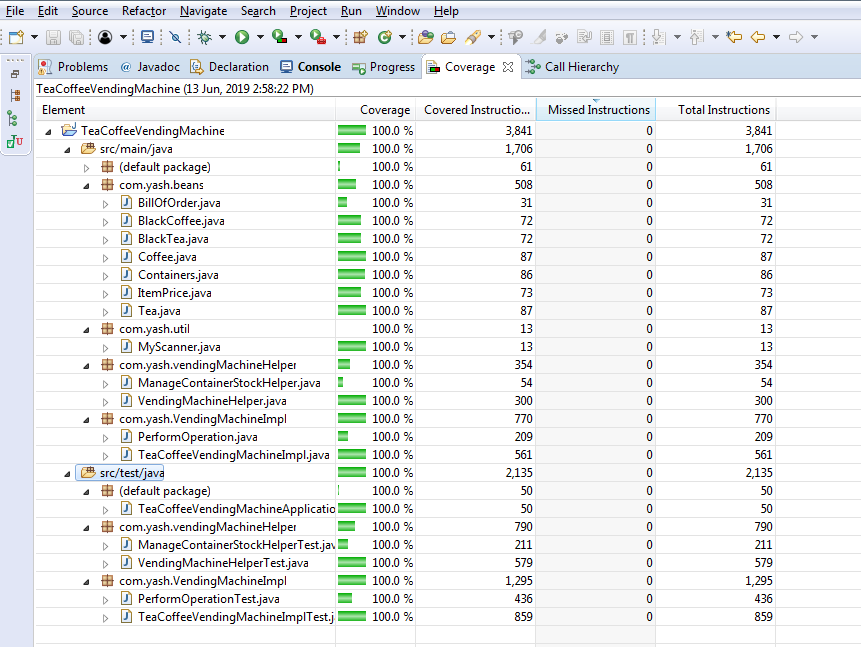 File Edit Source Refactor Navigate Search Project Run Window Help
Problems @ Javadoc Declaration Console Progress Coverage Call Hierarchy
TeaCoffeeVendingMachine (13 Jun, 2019 2:58:22 PM)
Element Coverage Covered Instructio... Missed Instructions Total Instructions
TeaCoffeeVendingMachine 100.0 % 3,841 0 3,841
src/main/java 100.0 % 1,706 0 1,706
(default package) 100.0 % 61 0 61
com.yash.beans 100.0 % 508 0 508
BillOfOrder.java 100.0 % 31 0 31
BlackCoffee.java 100.0 % 72 0 72
BlackTea.java 100.0 % 72 0 72
Coffee.java 100.0 % 87 0 87
Containers.java 100.0 % 86 0 86
ItemPrice.java 100.0 % 73 0 73
Tea.java 100.0 % 87 0 87
com.yash.util 100.0 % 13 0 13
MyScanner.java 100.0 % 13 0 13
com.yash.vendingMachineHelper 100.0 % 354 0 354
ManageContainerStockHelper.java 100.0 % 54 0 54
VendingMachineHelper.java 100.0 % 300 0 300
com.yash.VendingMachineImpl 100.0 % 770 0 770
PerformOperation.java 100.0 % 209 0 209
TeaCoffeeVendingMachineImpl.java 100.0 % 561 0 561
src/test/java 100.0 % 2,135 0 2,135
(default package) 100.0 % 50 0 50
TeaCoffeeVendingMachineApplicatio 100.0 % 50 0 50
com.yash.vendingMachineHelper 100.0 % 790 0 790
ManageContainerStockHelperTest.jav 100.0 % 211 0 211
VendingMachineHelperTest.java 100.0 % 579 0 579
com.yash.VendingMachineImpl 100.0 % 1,295 0 1,295
PerformOperationTest.java 100.0 % 436 0 436
TeaCoffeeVendingMachineImplTest.j 100.0 % 859 0 859